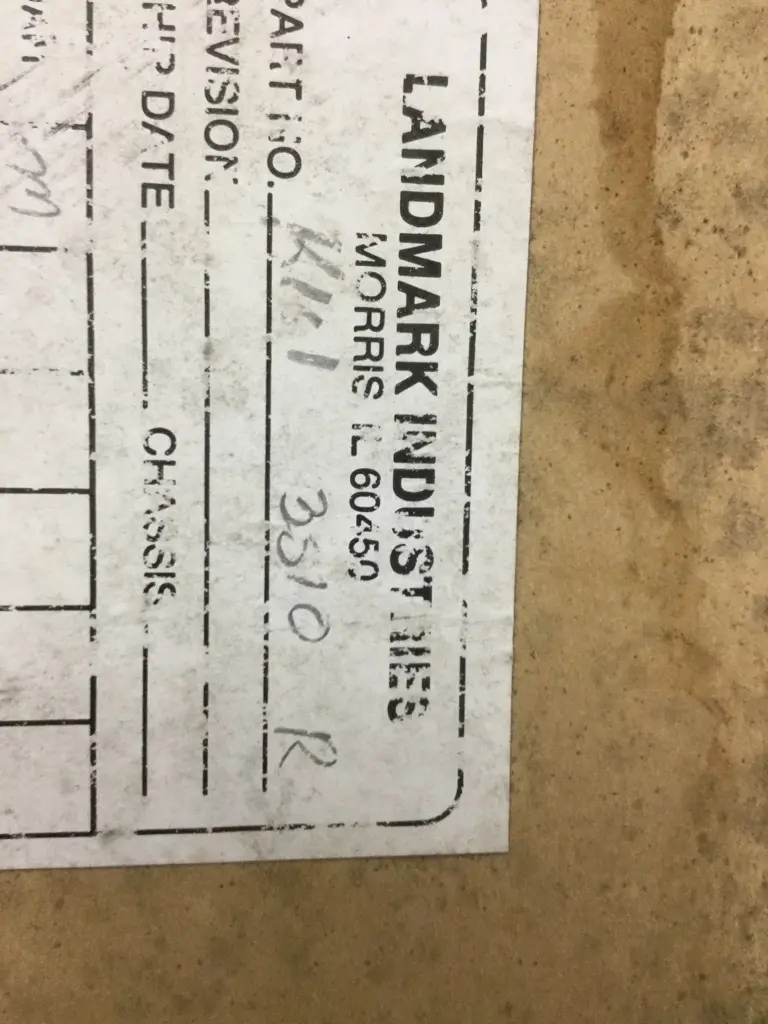 LANDMARK INDUSTRIES
MORRIS IL 60450
PART NO. 3510 R
REVISION
SHIP DATE CHASSIS